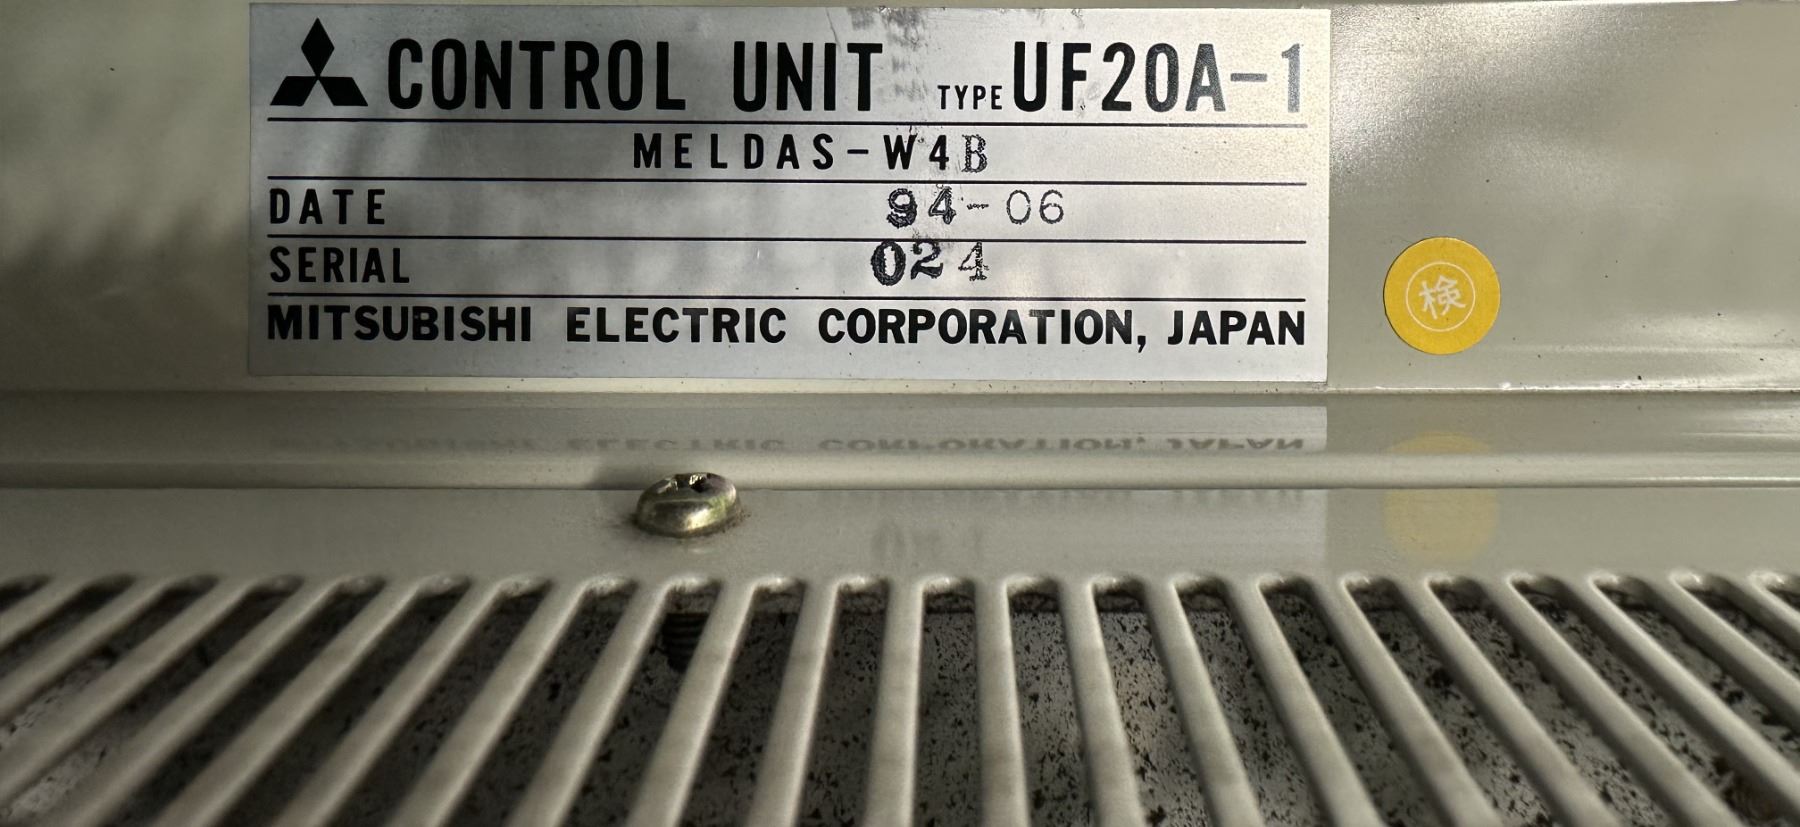 CONTROL UNIT TYPE UF20A-1
MELDAS-W4B
DATE 94-06
SERIAL 024
MITSUBISHI ELECTRIC CORPORATION, JAPAN
検